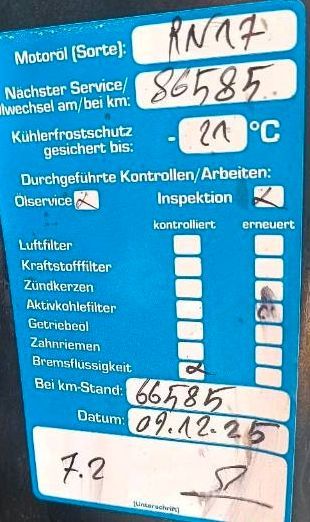 Motoröl (Sorte): RN17
Nächster Service/ 86585
lwechsel am/bei km:
Kühlerfrostschutz
gesichert bis: - 21 °C
Durchgeführte Kontrollen/Arbeiten:
Ölservice x Inspektion x
kontrolliert erneuert
Luftfilter
Kraftstofffilter
Zündkerzen
Aktivkohlefilter
Getriebeöl
Zahnriemen
Bremsflüssigkeit x
Bei km-Stand: 66585
Datum: 09.12.25
7.2
(Unterschrift)